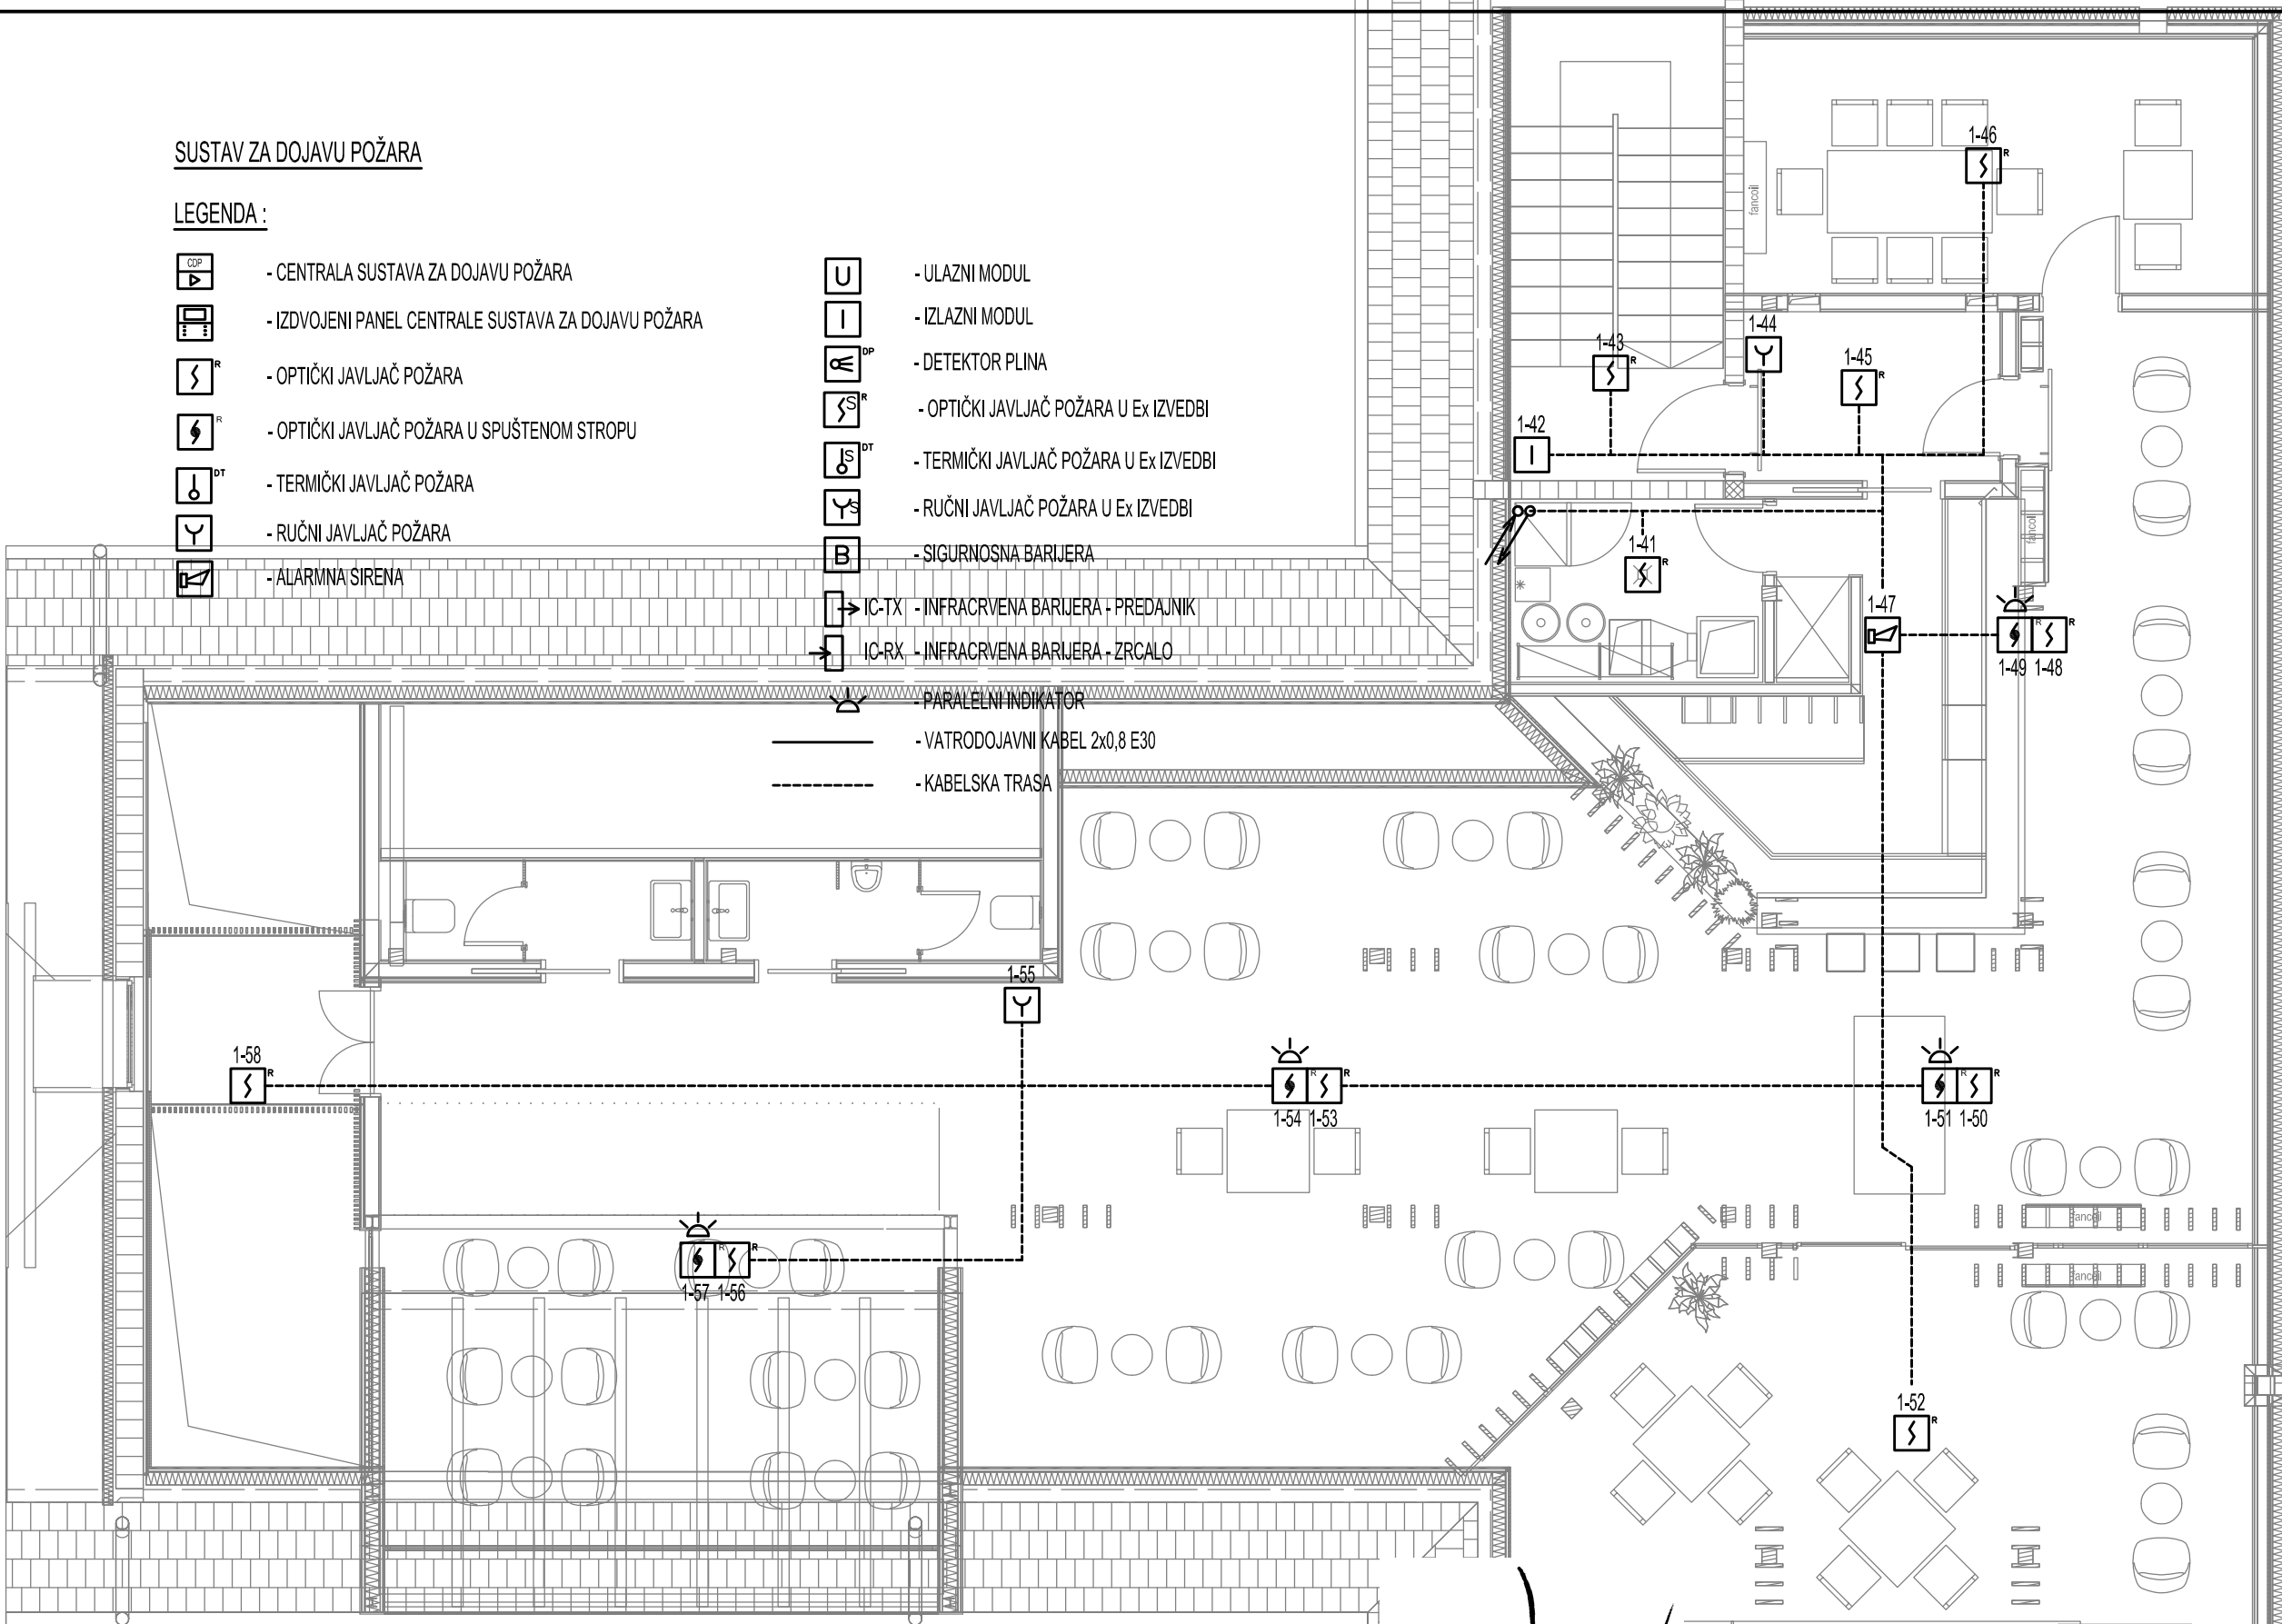 SUSTAV ZA DOJAVU POŽARA
LEGENDA :
CDP
- CENTRALA SUSTAVA ZA DOJAVU POŽARA
- IZDVOJENI PANEL CENTRALE SUSTAVA ZA DOJAVU POŽARA
R
- OPTIČKI JAVLJAČ POŽARA
R
- OPTIČKI JAVLJAČ POŽARA U SPUŠTENOM STROPU
DT
- TERMIČKI JAVLJAČ POŽARA
- RUČNI JAVLJAČ POŽARA
- ALARMNA SIRENA
U
- ULAZNI MODUL
I
- IZLAZNI MODUL
DP
- DETEKTOR PLINA
S R
- OPTIČKI JAVLJAČ POŽARA U Ex IZVEDBI
S DT
- TERMIČKI JAVLJAČ POŽARA U Ex IZVEDBI
S
- RUČNI JAVLJAČ POŽARA U Ex IZVEDBI
B
- SIGURNOSNA BARIJERA
IC-TX - INFRACRVENA BARIJERA - PREDAJNIK
IC-RX - INFRACRVENA BARIJERA - ZRCALO
- PARALELNI INDIKATOR
- VATRODOJAVNI KABEL 2x0,8 E30
- KABELSKA TRASA
1-46
R
fancoil
1-44
1-43
R
1-45
R
1-42
I
fancoil
1-41
R
1-47
R R
1-49 1-48
1-55
1-58
R
R R
1-54 1-53
R R
1-51 1-50
fancoil
fancoil
R R
1-57 1-56
1-52
R